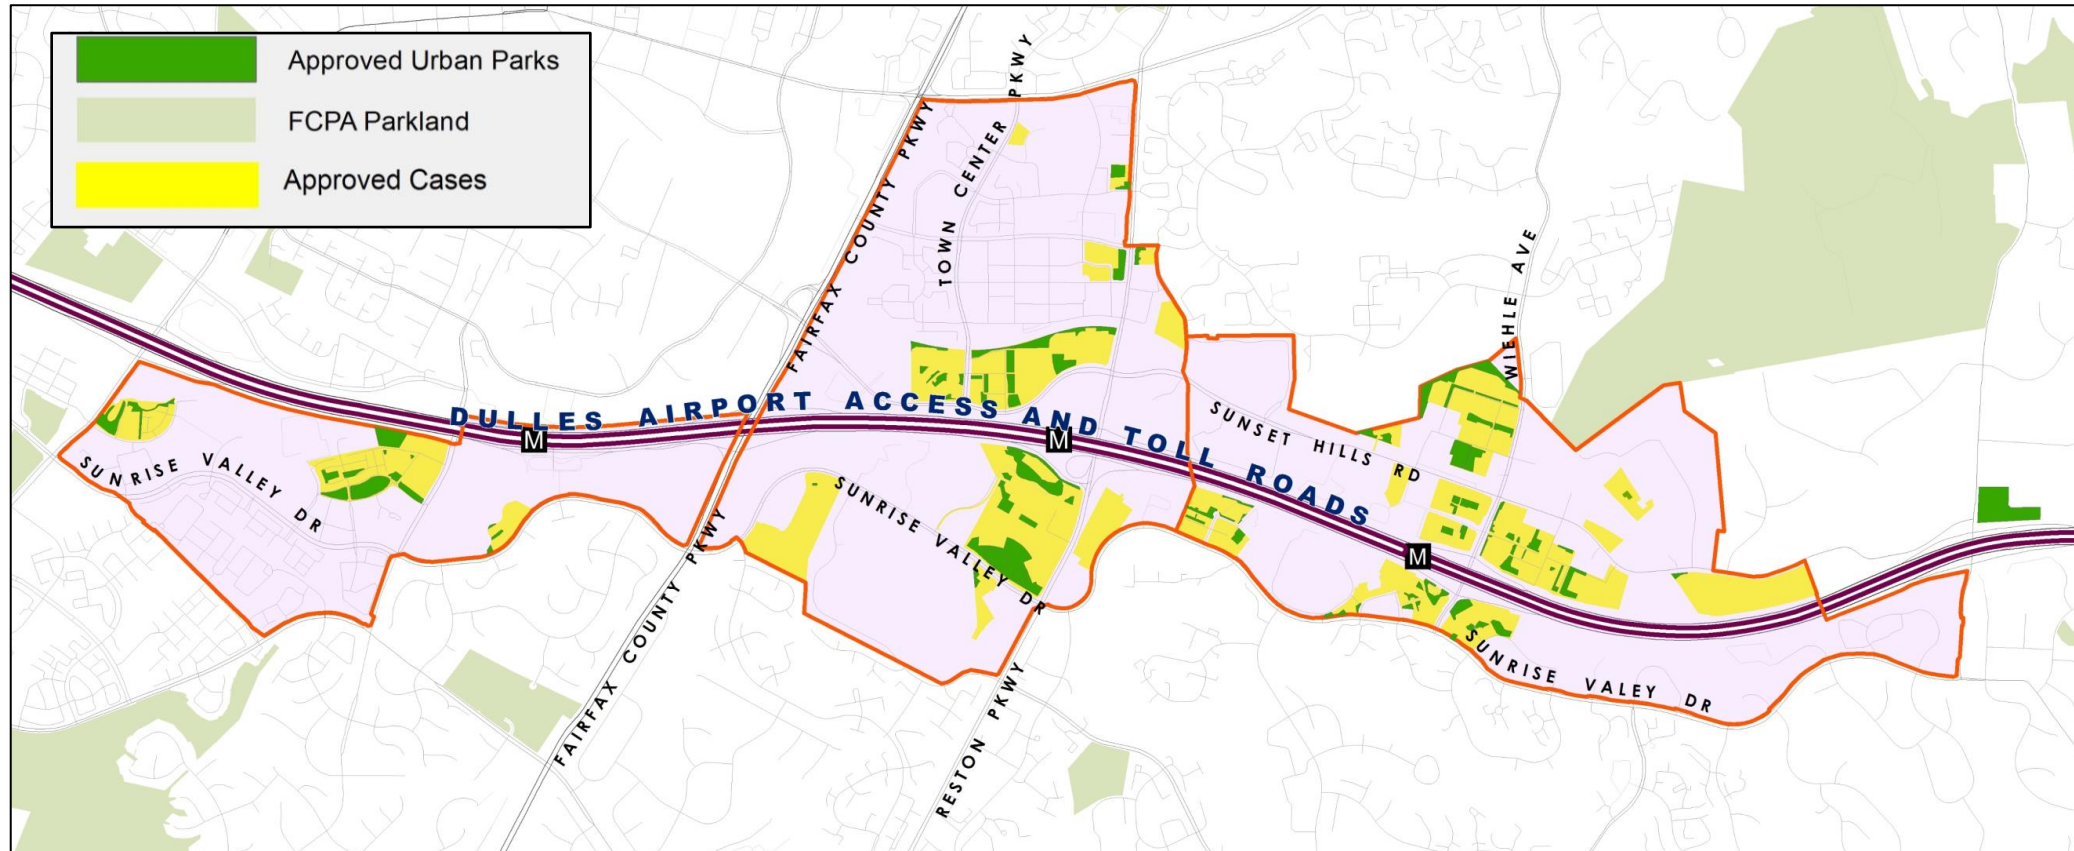 Approved Urban Parks
FCPA Parkland
Approved Cases
TOWN CENTER PKWY
FAIRFAX COUNTY PKWY
WIEHLE AVE
DULLES AIRPORT ACCESS AND TOLL ROADS
M
M
M
SUNSET HILLS RD
SUNRISE VALLEY DR
SUNRISE VALLEY DR
SUNRISE VALEY DR
FAIRFAX COUNTY PKWY
RESTON PKWY